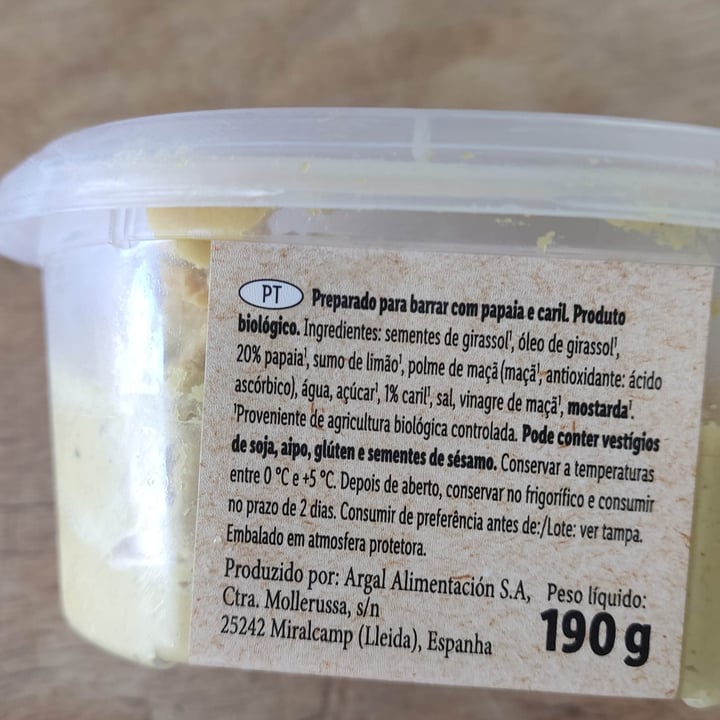 PT Preparado para barrar com papaia e caril. Produto
biológico. Ingredientes: sementes de girassol¹, óleo de girassol¹,
20% papaia¹, sumo de limão¹, polme de maçã (maçã¹, antioxidante: ácido
ascórbico), água, açúcar¹, 1% caril¹, sal, vinagre de maçã¹, mostarda¹.
¹Proveniente de agricultura biológica controlada. Pode conter vestígios
de soja, aipo, glúten e sementes de sésamo. Conservar a temperaturas
entre 0 °C e +5 °C. Depois de aberto, conservar no frigorífico e consumir
no prazo de 2 dias. Consumir de preferência antes de:/Lote: ver tampa.
Embalado em atmosfera protetora.
Produzido por: Argal Alimentación S.A,
Ctra. Mollerussa, s/n
25242 Miralcamp (Lleida), Espanha
Peso líquido:
190 g